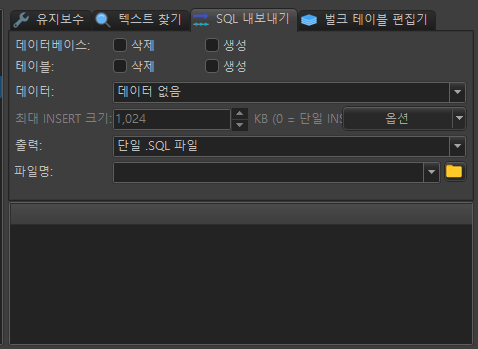 유지보수 텍스트 찾기 SQL 내보내기 벌크 테이블 편집기
데이터베이스: 삭제 생성
테이블: 삭제 생성
데이터: 데이터 없음
최대 INSERT 크기: 1,024 KB (0 = 단일 INS 옵션
출력: 단일 .SQL 파일
파일명: